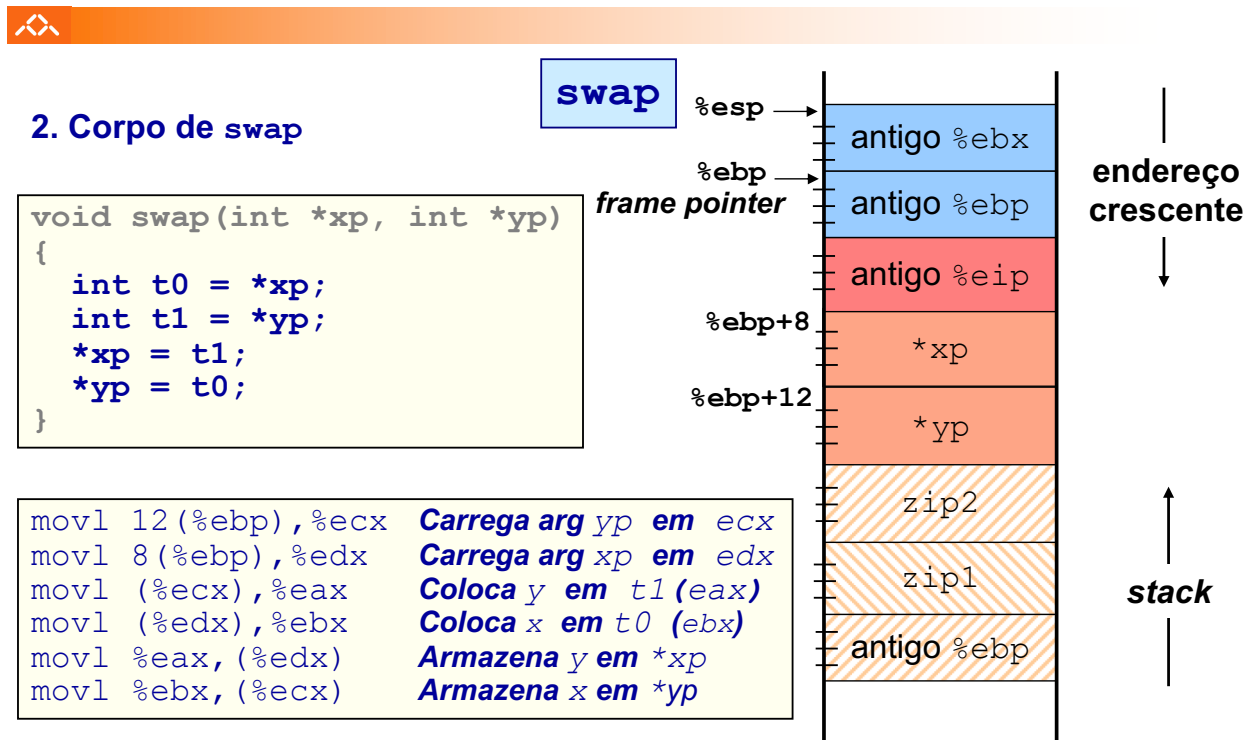 swap
2. Corpo de swap
void swap(int *xp, int *yp)
{
int t0 = *xp;
int t1 = *yp;
*xp = t1;
*yp = t0;
}
movl 12(%ebp),%ecx Carrega arg yp em ecx
movl 8(%ebp),%edx Carrega arg xp em edx
movl (%ecx),%eax Coloca y em t1 (eax)
movl (%edx),%ebx Coloca x em t0 (ebx)
movl %eax,(%edx) Armazena y em *xp
movl %ebx,(%ecx) Armazena x em *yp
%esp
%ebp
frame pointer
%ebp+8
%ebp+12
antigo %ebx
antigo %ebp
antigo %eip
*xp
*yp
zip2
zip1
antigo %ebp
endereço
crescente
stack